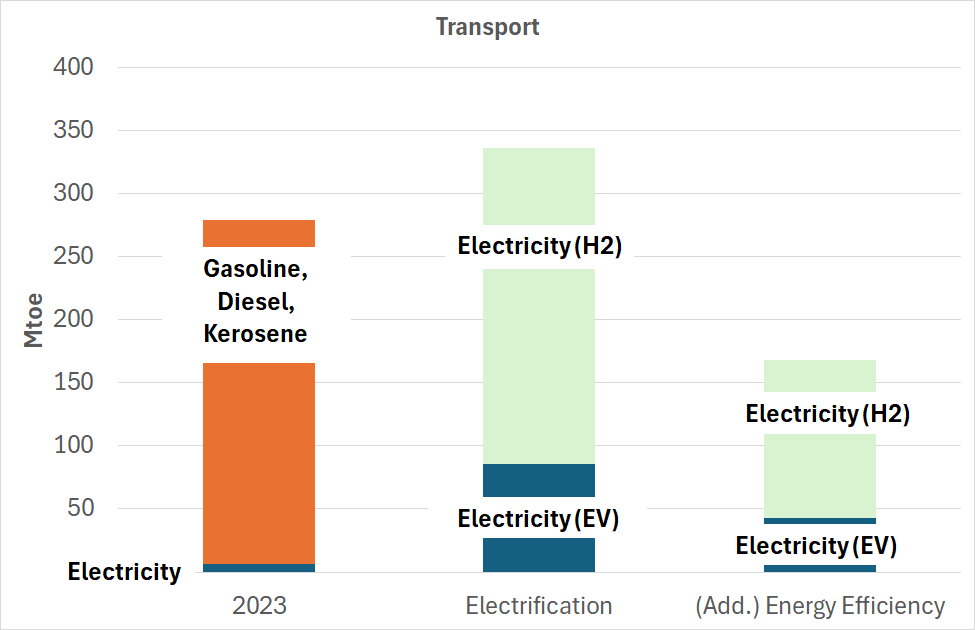 Transport
400
350
300
250
200
150
100
50
Mtoe
Gasoline,
Diesel,
Kerosene
Electricity
Electricity (H2)
Electricity (EV)
Electricity (H2)
Electricity (EV)
2023
Electrification
(Add.) Energy Efficiency